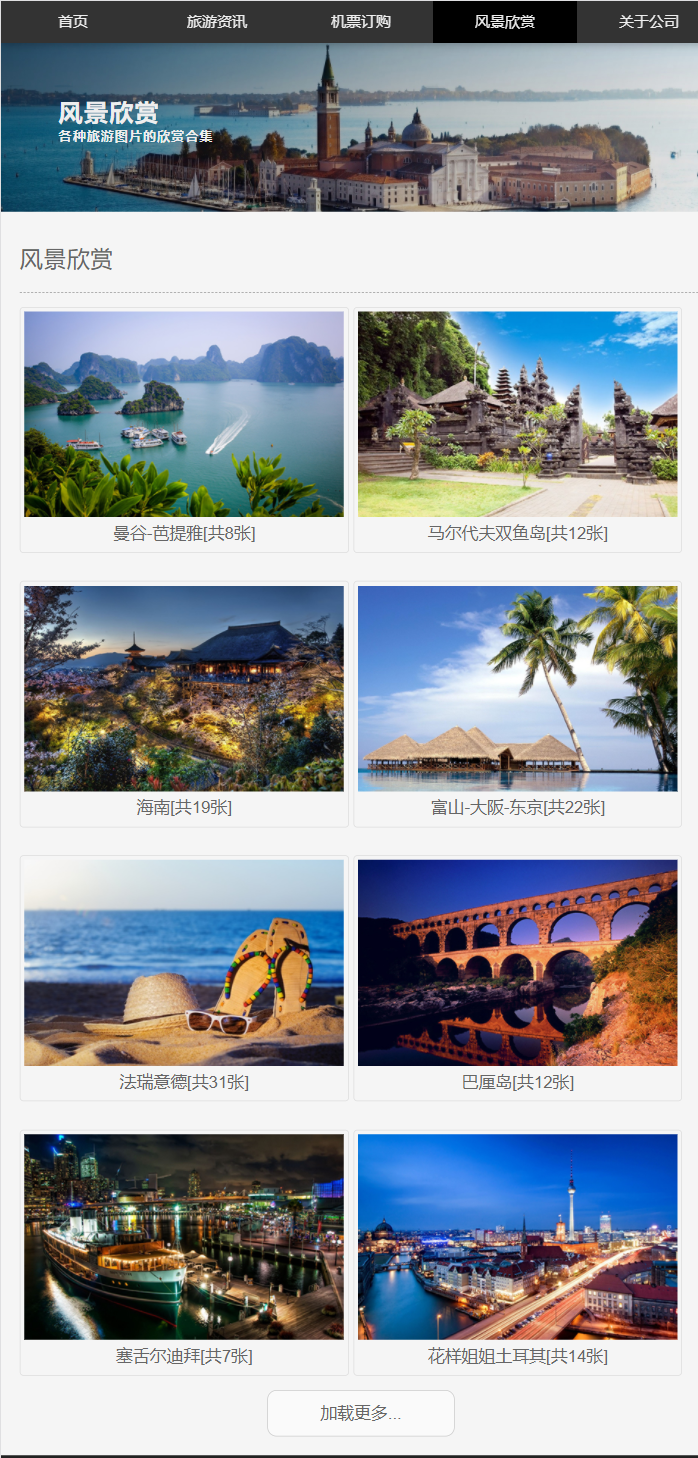 首页 旅游资讯 机票订购 风景欣赏 关于公司
风景欣赏
各种旅游图片的欣赏合集
风景欣赏
曼谷-芭提雅[共8张] 马尔代夫双鱼岛[共12张]
海南[共19张] 富山-大阪-东京[共22张]
法瑞意德[共31张] 巴厘岛[共12张]
塞舌尔迪拜[共7张] 花样姐姐土耳其[共14张]
加载更多...